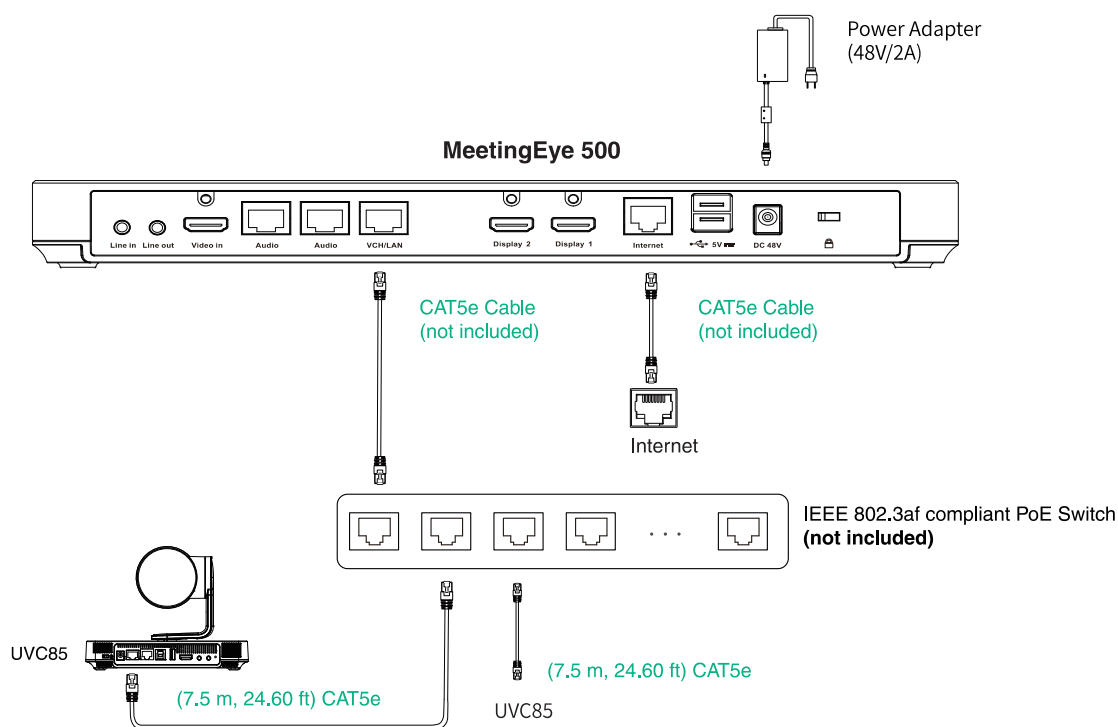 Power Adapter
(48V/2A)
MeetingEye 500
Line in Line out Video in Audio Audio VCH/LAN Display 2 Display 1 Internet 5V DC 48V
CAT5e Cable
(not included)
CAT5e Cable
(not included)
Internet
IEEE 802.3af compliant PoE Switch
(not included)
. . .
UVC85
(7.5 m, 24.60 ft) CAT5e
(7.5 m, 24.60 ft) CAT5e
UVC85